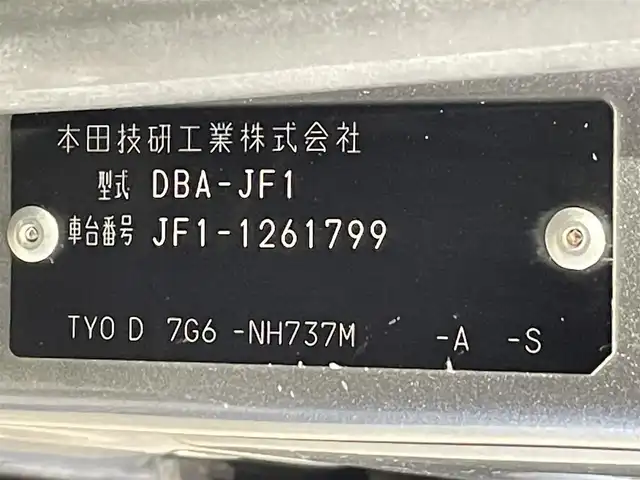 本田技研工業株式会社
型式 DBA-JF1
車台番号 JF1-1261799
TYO D 7G6 -NH737M -A -S